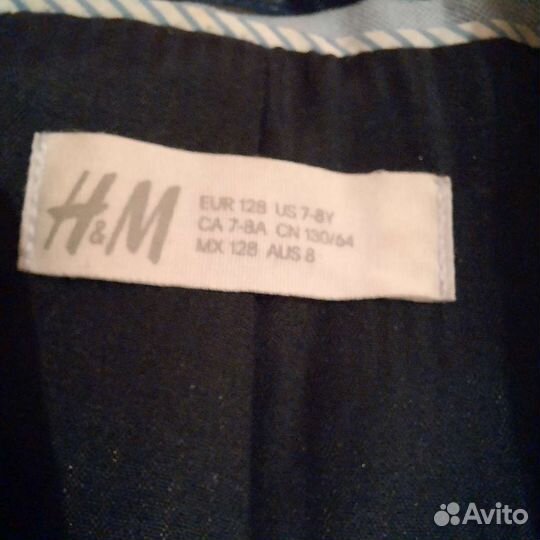 H&M
EUR 128 US 7-8Y
CA 7-8A CN 130/64
MX 128 AUS 8
Avito